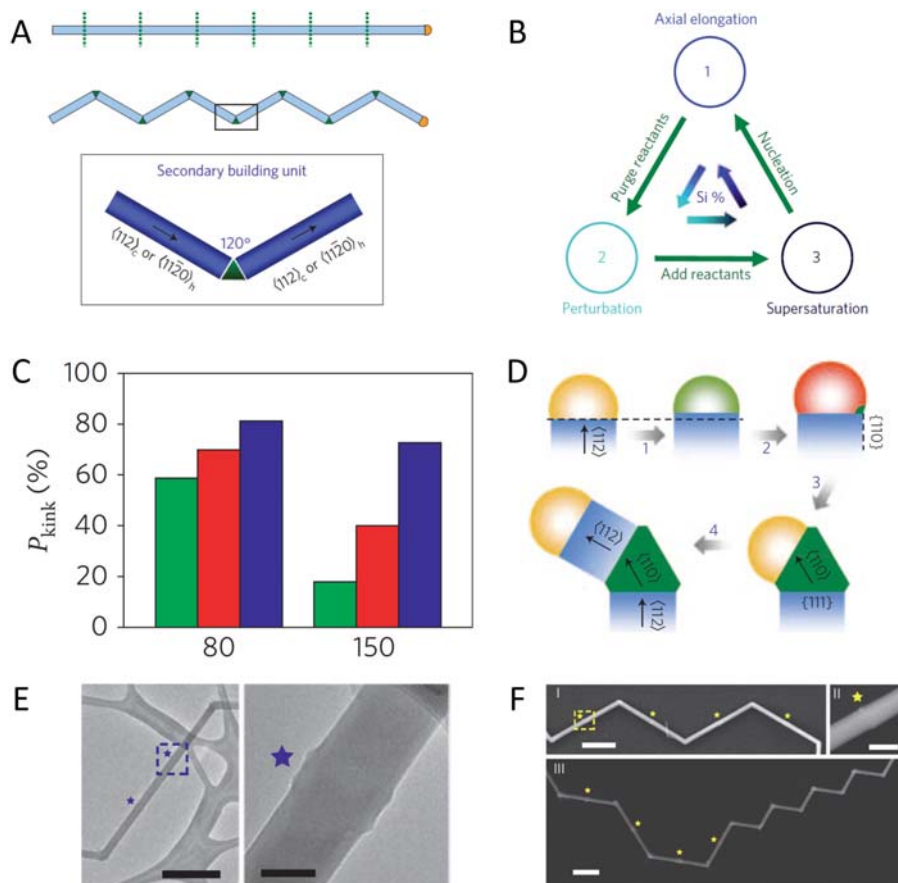 A
Secondary building unit
120°
⟨112⟩c or ⟨112̄0⟩h
⟨112⟩c or ⟨112̄0⟩h
B
Axial elongation
1
Purge reactants
Nucleation
Si %
2
Add reactants
3
Perturbation
Supersaturation
C
100
80
60
40
20
0
Pkink (%)
80
150
D
⟨112⟩
1
2
{110}
3
⟨112⟩
⟨110⟩
4
⟨110⟩
{111}
⟨112⟩
E
F
I
II
III